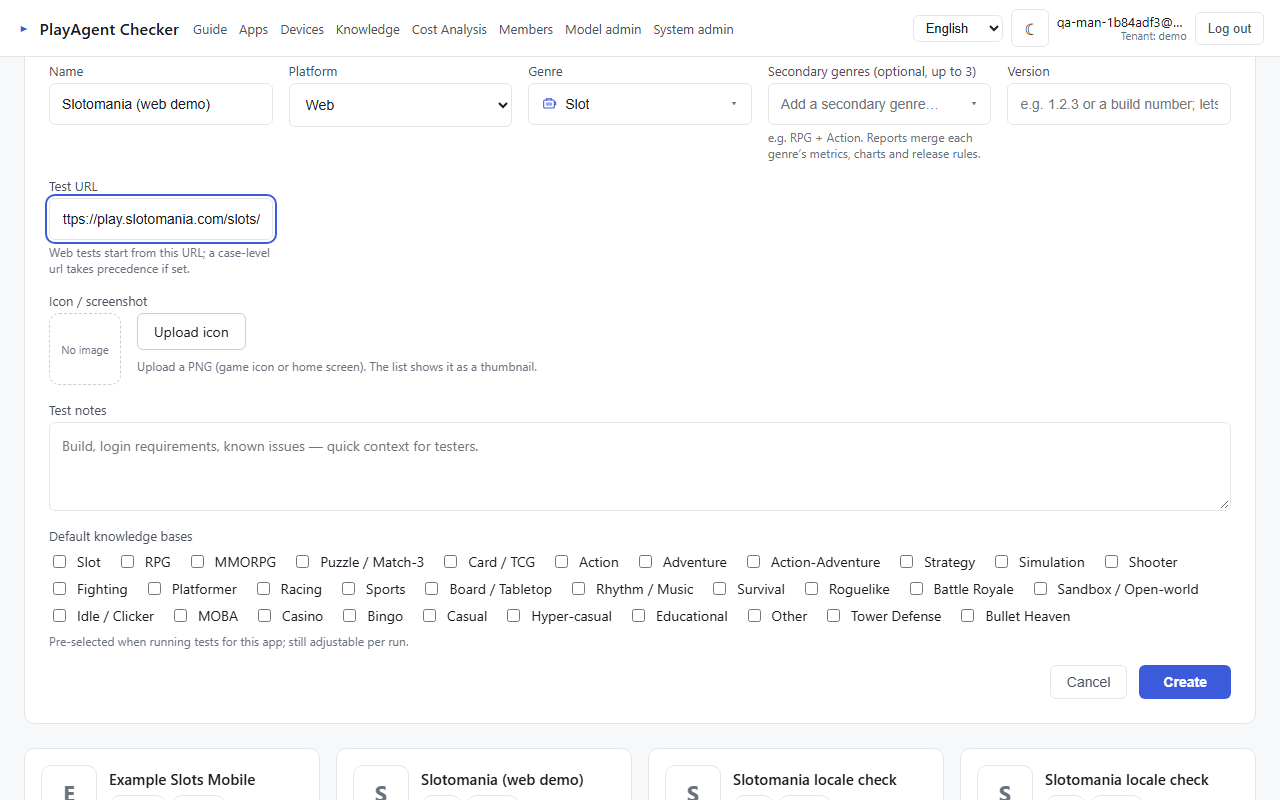 PlayAgent Checker Guide Apps Devices Knowledge Cost Analysis Members Model admin System admin English qa-man-1b84adf3@... Log out
Tenant: demo
Name Platform Genre Secondary genres (optional, up to 3) Version
Slotomania (web demo) Web Slot Add a secondary genre... e.g. 1.2.3 or a build number; lets
e.g. RPG + Action. Reports merge each
genre's metrics, charts and release rules.
Test URL
ttps://play.slotomania.com/slots/
Web tests start from this URL; a case-level
url takes precedence if set.
Icon / screenshot
No image Upload icon
Upload a PNG (game icon or home screen). The list shows it as a thumbnail.
Test notes
Build, login requirements, known issues — quick context for testers.
Default knowledge bases
Slot RPG MMORPG Puzzle / Match-3 Card / TCG Action Adventure Action-Adventure Strategy Simulation Shooter
Fighting Platformer Racing Sports Board / Tabletop Rhythm / Music Survival Roguelike Battle Royale Sandbox / Open-world
Idle / Clicker MOBA Casino Bingo Casual Hyper-casual Educational Other Tower Defense Bullet Heaven
Pre-selected when running tests for this app; still adjustable per run.
Cancel Create
E Example Slots Mobile S Slotomania (web demo) S Slotomania locale check S Slotomania locale check